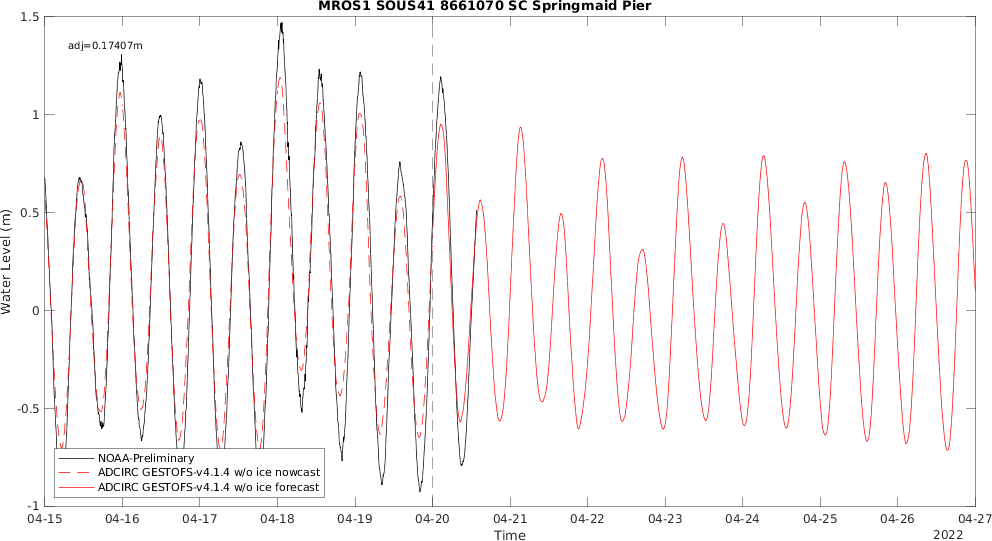 MROS1 SOUS41 8661070 SC Springmaid Pier
1.5
adj=0.17407m
1
0.5
Water Level (m)
0
-0.5
NOAA-Preliminary
ADCIRC GESTOFS-v4.1.4 w/o ice nowcast
ADCIRC GESTOFS-v4.1.4 w/o ice forecast
-1
04-15 04-16 04-17 04-18 04-19 04-20 04-21 04-22 04-23 04-24 04-25 04-26 04-27
Time
2022